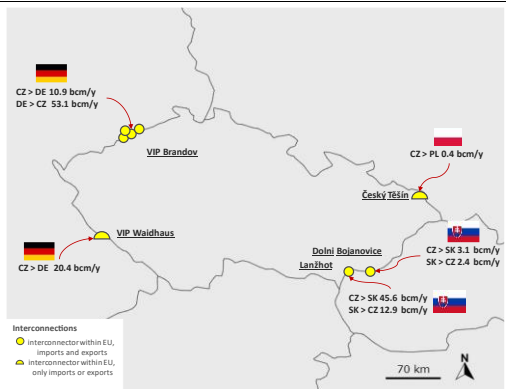 CZ > DE 10.9 bcm/y
DE > CZ 53.1 bcm/y
VIP Brandov
CZ > PL 0.4 bcm/y
Český Těšín
VIP Waidhaus
CZ > DE 20.4 bcm/y
Dolni Bojanovice
Lanžhot
CZ > SK 3.1 bcm/y
SK > CZ 2.4 bcm/y
CZ > SK 45.6 bcm/y
SK > CZ 12.9 bcm/y
Interconnections
interconnector within EU,
imports and exports
interconnector within EU,
only imports or exports
70 km
N